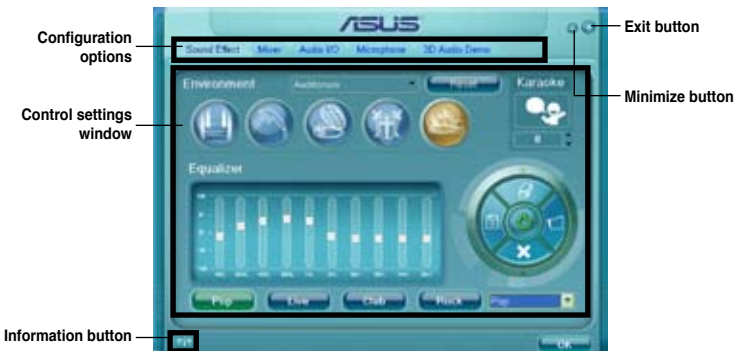 ASUS
Exit button
Configuration options
Sound Effect Mixer Audio I/O Microphone 3D Audio Demo
Minimize button
Environment Auditorium Reset Karaoke
Control settings window
Equalizer
Pop Live Club Rock Pop
Information button
OK